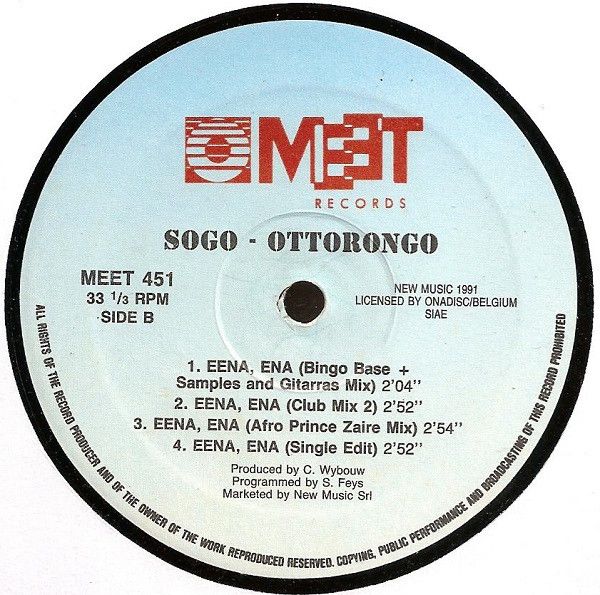 MEET
RECORDS
SOGO - OTTORONGO
MEET 451
33 1/3 RPM
SIDE B
NEW MUSIC 1991
LICENSED BY ONADISC/BELGIUM
SIAE
1. EENA, ENA (Bingo Base +
Samples and Gitarras Mix) 2'04"
2. EENA, ENA (Club Mix 2) 2'52"
3. EENA, ENA (Afro Prince Zaire Mix) 2'54"
4. EENA, ENA (Single Edit) 2'52"
Produced by C. Wybouw
Programmed by S. Feys
Marketed by New Music Srl
ALL RIGHTS OF THE RECORD PRODUCER AND OF THE OWNER OF THE WORK REPRODUCED RESERVED. COPYING, PUBLIC PERFORMANCE AND BROADCASTING OF THIS RECORD PROHIBITED